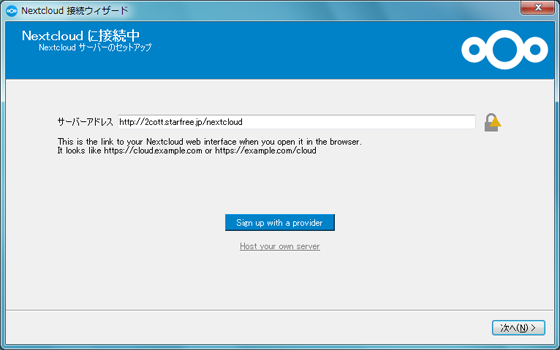 Nextcloud 接続ウィザード
Nextcloud に接続中
Nextcloud サーバーのセットアップ
サーバーアドレス http://2cott.starfree.jp/nextcloud
This is the link to your Nextcloud web interface when you open it in the browser.
It looks like https://cloud.example.com or https://example.com/cloud
Sign up with a provider
Host your own server
次へ(N) >